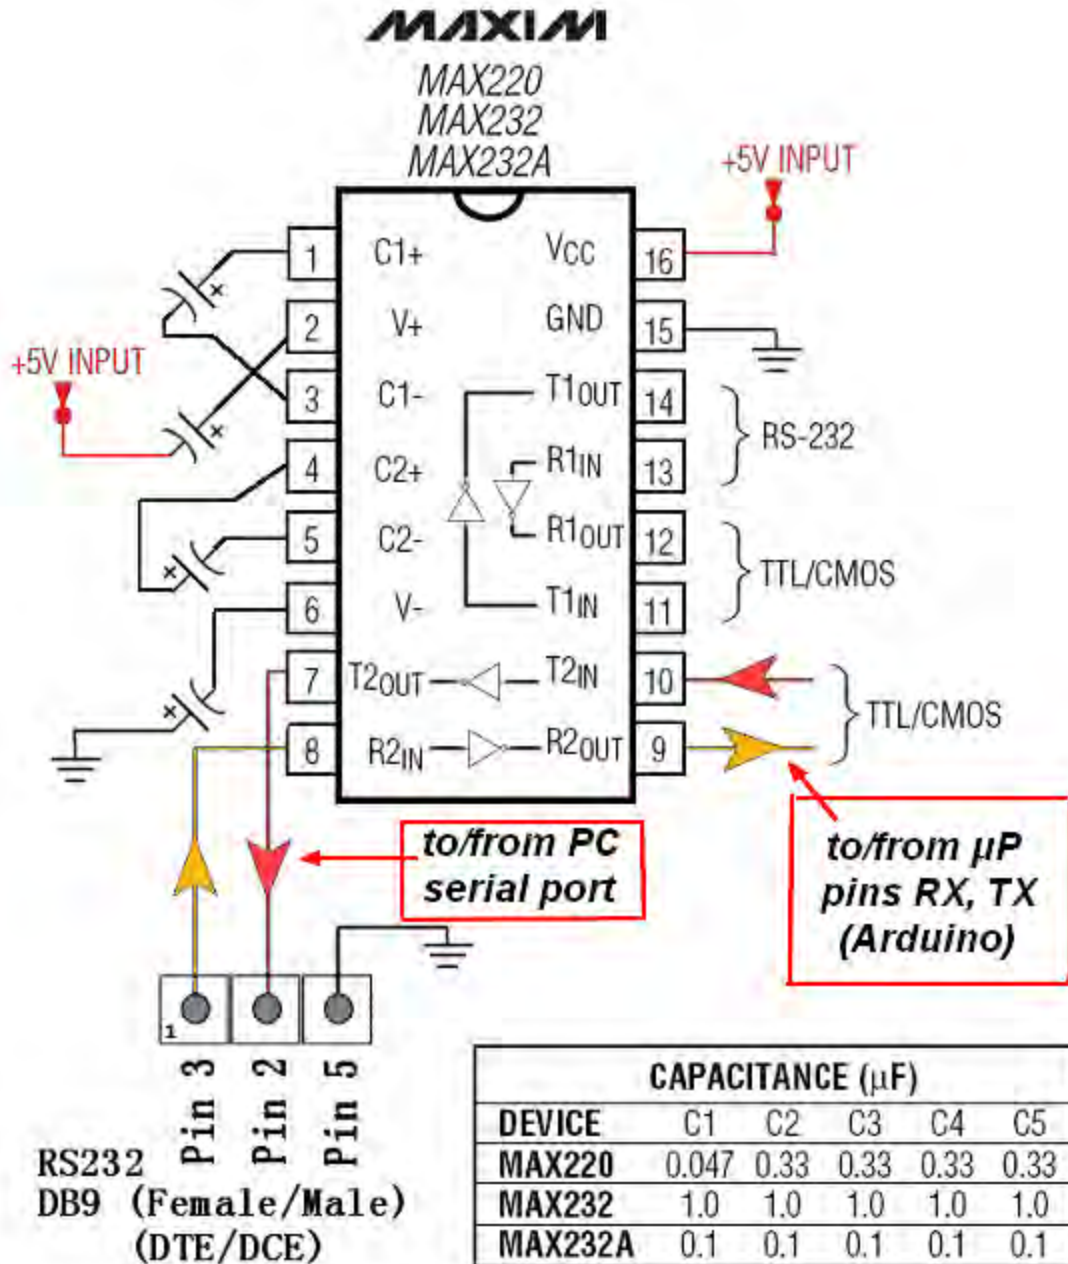 MAXIM
MAX220
MAX232
MAX232A
+5V INPUT
+5V INPUT
1 C1+ VCC 16
2 V+ GND 15
3 C1- T1OUT 14
4 C2+ R1IN 13
RS-232
5 C2- R1OUT 12
6 V- T1IN 11
TTL/CMOS
7 T2OUT T2IN 10
8 R2IN R2OUT 9
TTL/CMOS
+
+
+
+
to/from PC
serial port
to/from µP
pins RX, TX
(Arduino)
1
Pin 3
Pin 2
Pin 5
RS232
DB9 (Female/Male)
(DTE/DCE)
CAPACITANCE (µF)
DEVICE C1 C2 C3 C4 C5
MAX220 0.047 0.33 0.33 0.33 0.33
MAX232 1.0 1.0 1.0 1.0 1.0
MAX232A 0.1 0.1 0.1 0.1 0.1